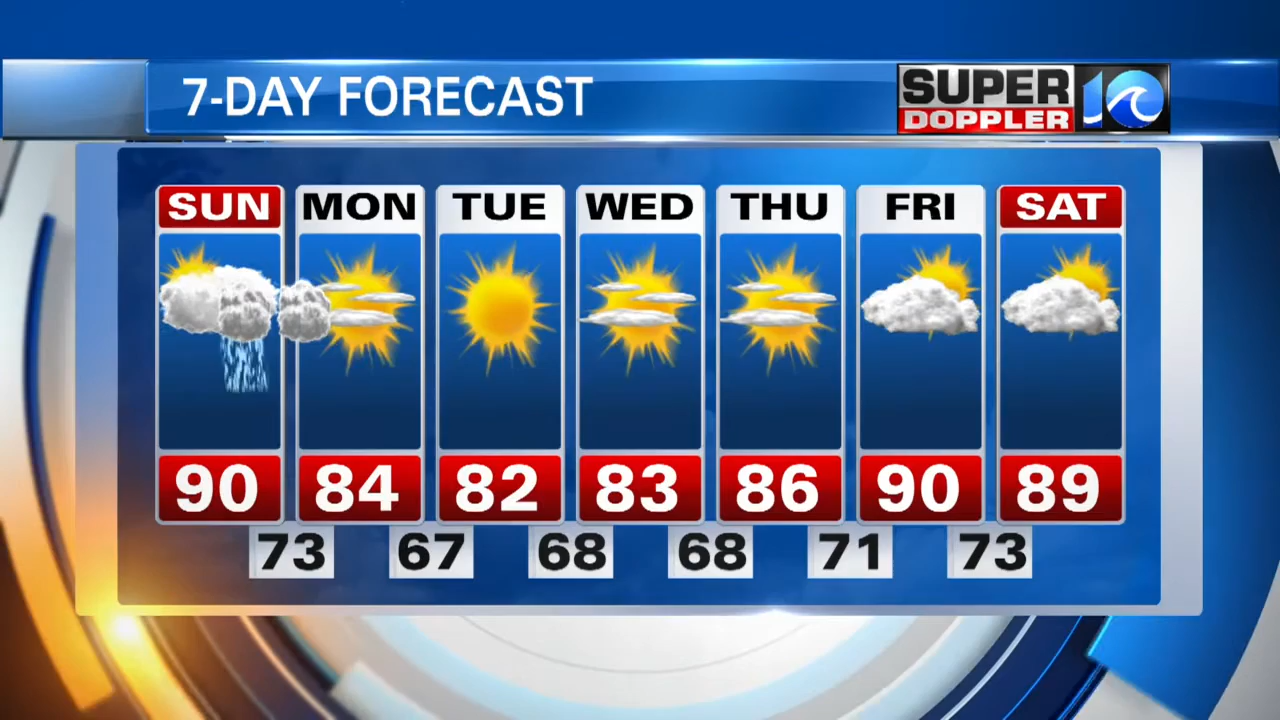 7-DAY FORECAST
SUPER
DOPPLER 10
SUN MON TUE WED THU FRI SAT
90 84 82 83 86 90 89
73 67 68 68 71 73